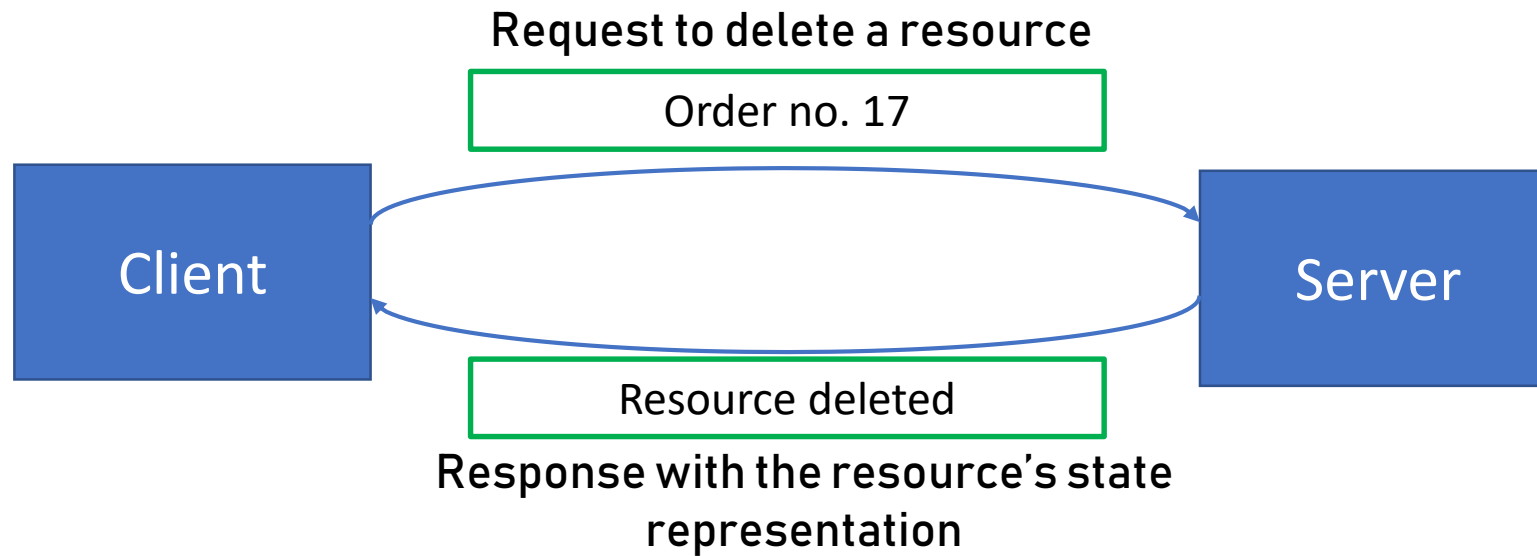 Request to delete a resource
Order no. 17
Client
Server
Resource deleted
Response with the resource’s state
representation